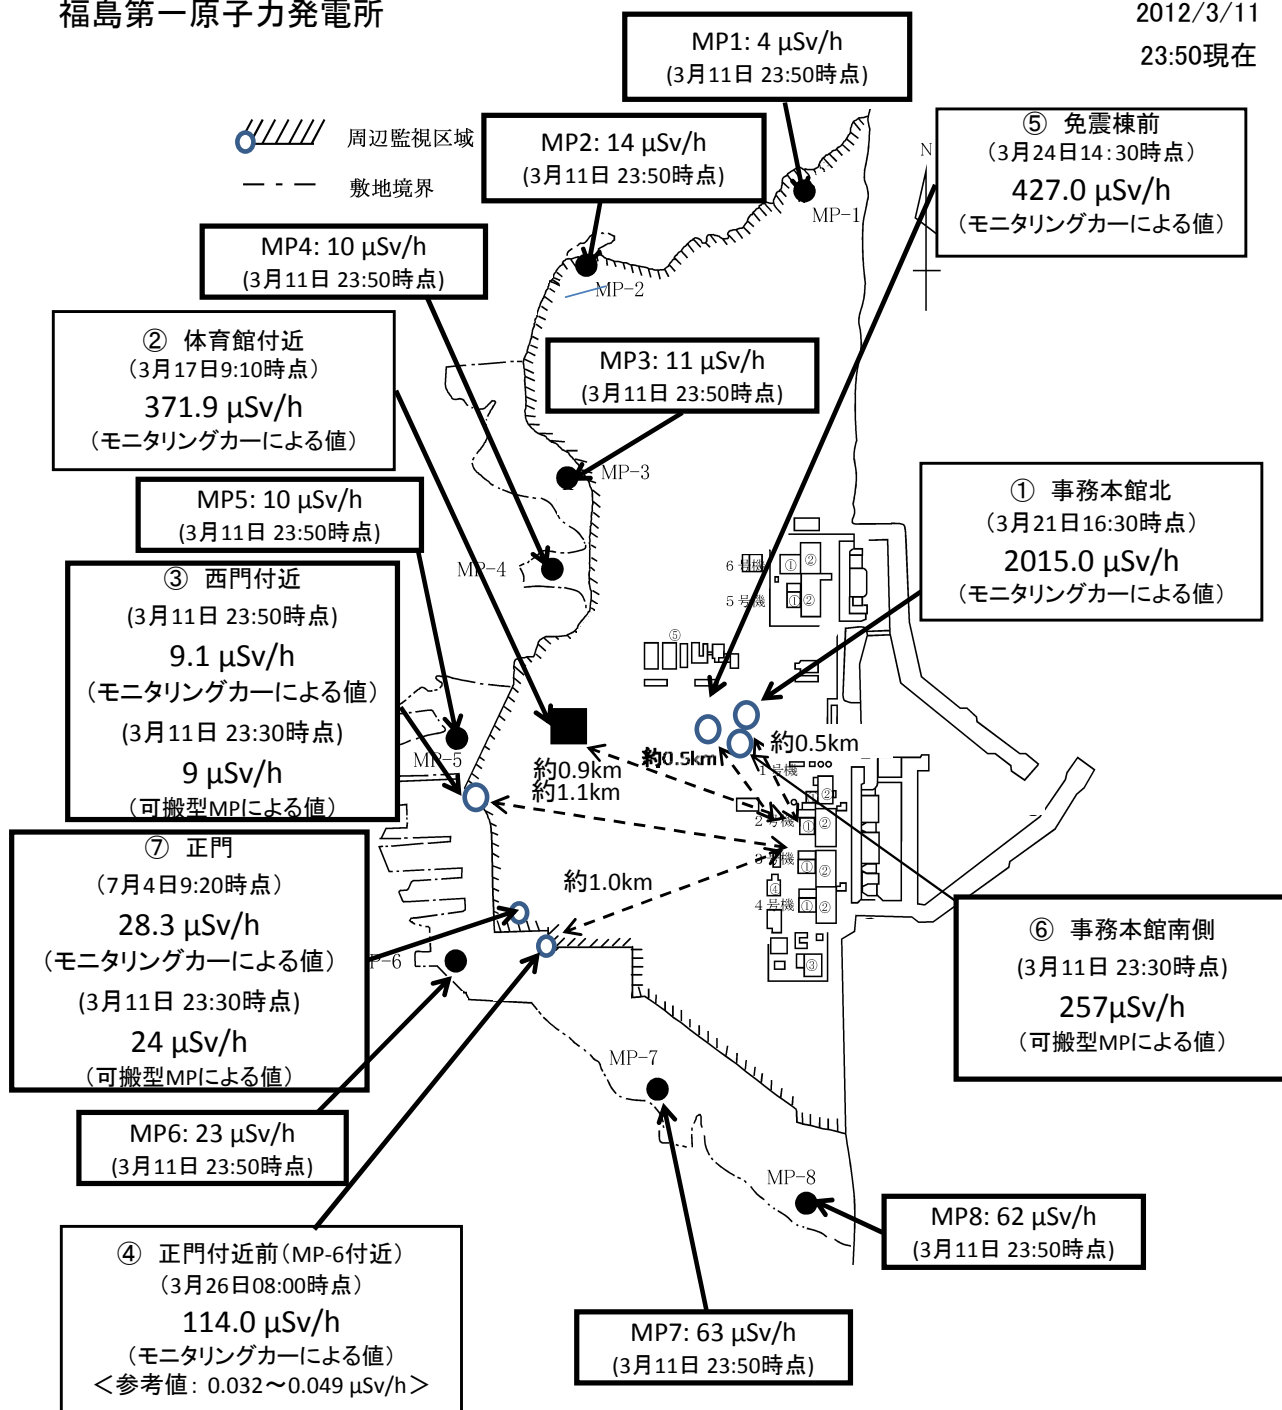 福島第一原子力発電所
2012/3/11
23:50現在
MP1: 4 μSv/h
(3月11日 23:50時点)
周辺監視区域
敷地境界
MP2: 14 μSv/h
(3月11日 23:50時点)
⑤ 免震棟前
(3月24日14:30時点)
427.0 μSv/h
(モニタリングカーによる値)
N
MP-1
MP4: 10 μSv/h
(3月11日 23:50時点)
MP-2
② 体育館付近
(3月17日9:10時点)
371.9 μSv/h
(モニタリングカーによる値)
MP3: 11 μSv/h
(3月11日 23:50時点)
MP-3
MP5: 10 μSv/h
(3月11日 23:50時点)
① 事務本館北
(3月21日16:30時点)
2015.0 μSv/h
(モニタリングカーによる値)
MP-4
6号機
① ②
5号機
① ②
③ 西門付近
(3月11日 23:50時点)
9.1 μSv/h
(モニタリングカーによる値)
(3月11日 23:30時点)
9 μSv/h
(可搬型MPによる値)
⑤
MP-5
約0.9km
約1.1km
約0.5km
約0.5km
1号機
②
2号機
① ②
3号機
① ②
④
4号機
① ②
③
約1.0km
⑦ 正門
(7月4日9:20時点)
28.3 μSv/h
(モニタリングカーによる値)
(3月11日 23:30時点)
24 μSv/h
(可搬型MPによる値)
P-6
⑥ 事務本館南側
(3月11日 23:30時点)
257μSv/h
(可搬型MPによる値)
MP-7
MP6: 23 μSv/h
(3月11日 23:50時点)
MP-8
MP8: 62 μSv/h
(3月11日 23:50時点)
④ 正門付近前(MP-6付近)
(3月26日08:00時点)
114.0 μSv/h
(モニタリングカーによる値)
<参考値: 0.032~0.049 μSv/h>
MP7: 63 μSv/h
(3月11日 23:50時点)